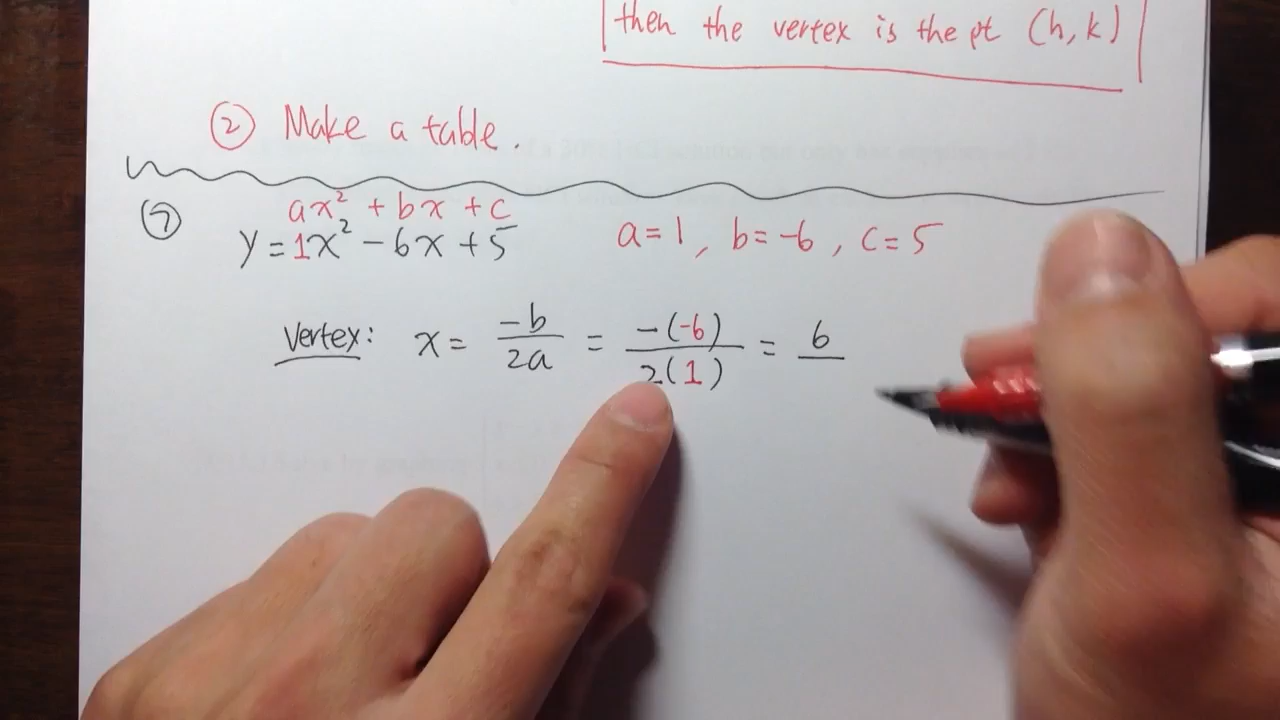 then the vertex is the pt (h, k)
② Make a table.
ax² + bx + c
⑦ y = 1x² - 6x + 5 a = 1, b = -6, c = 5
Vertex: x = -b/2a = -(-6)/2(1) = 6/